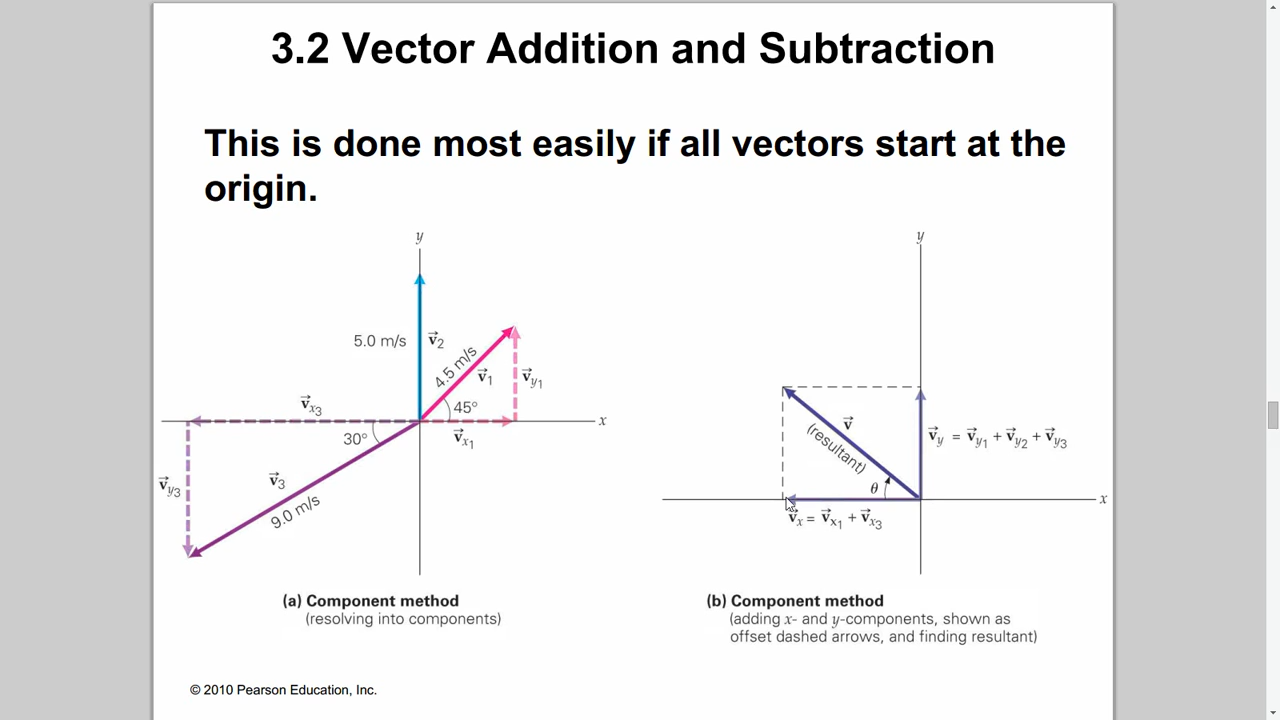 3.2 Vector Addition and Subtraction
This is done most easily if all vectors start at the
origin.
y
5.0 m/s
v⃗₂
4.5 m/s
v⃗₁
v⃗y₁
45°
v⃗x₁
x
v⃗x₃
30°
v⃗y₃
v⃗₃
9.0 m/s
(a) Component method
(resolving into components)
y
v⃗
(resultant)
θ
v⃗y = v⃗y₁ + v⃗y₂ + v⃗y₃
x
v⃗x = v⃗x₁ + v⃗x₃
(b) Component method
(adding x- and y-components, shown as
offset dashed arrows, and finding resultant)
© 2010 Pearson Education, Inc.